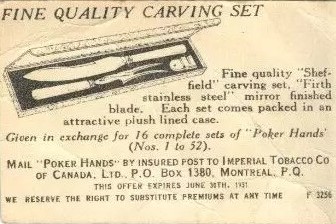 FINE QUALITY CARVING SET
Fine quality "Shef-
field" carving set, "Firth
stainless steel" mirror finished
blade. Each set comes packed in an
attractive plush lined case.
Given in exchange for 16 complete sets of "Poker Hands"
(Nos. 1 to 52).
MAIL "POKER HANDS" BY INSURED POST TO IMPERIAL TOBACCO CO
OF CANADA, LTD., P.O. BOX 1380, MONTREAL, P.Q.
THIS OFFER EXPIRES JUNE 30TH, 1937.
WE RESERVE THE RIGHT TO SUBSTITUTE PREMIUMS AT ANY TIME F 3256